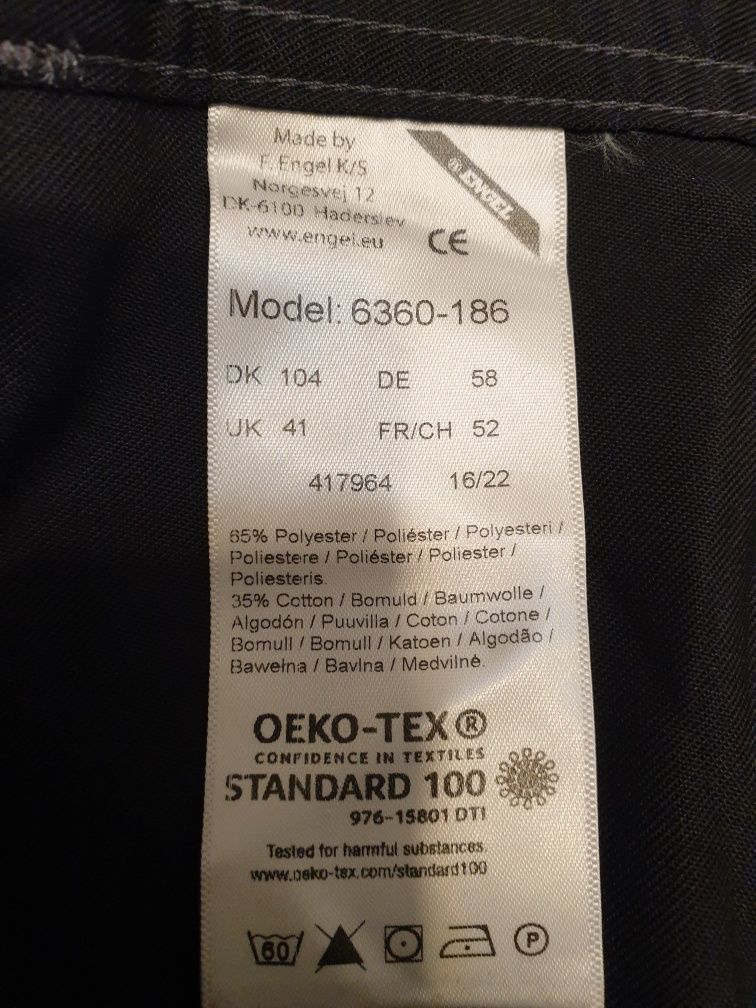 Made by
F. Engel K/S
Norgesvej 12
DK-6100 Haderslev
www.engel.eu
® ENGEL
CE
Model: 6360-186
DK 104 DE 58
UK 41 FR/CH 52
417964 16/22
65% Polyester / Poliéster / Polyesteri /
Poliestere / Poliéster / Poliester /
Poliesteris.
35% Cotton / Bomuld / Baumwolle /
Algodón / Puuvilla / Coton / Cotone /
Bomull / Bomull / Katoen / Algodão /
Bawełna / Bavlna / Medvilnė.
OEKO-TEX®
CONFIDENCE IN TEXTILES
STANDARD 100
976-15801 DTI
Tested for harmful substances.
www.oeko-tex.com/standard100
60 P